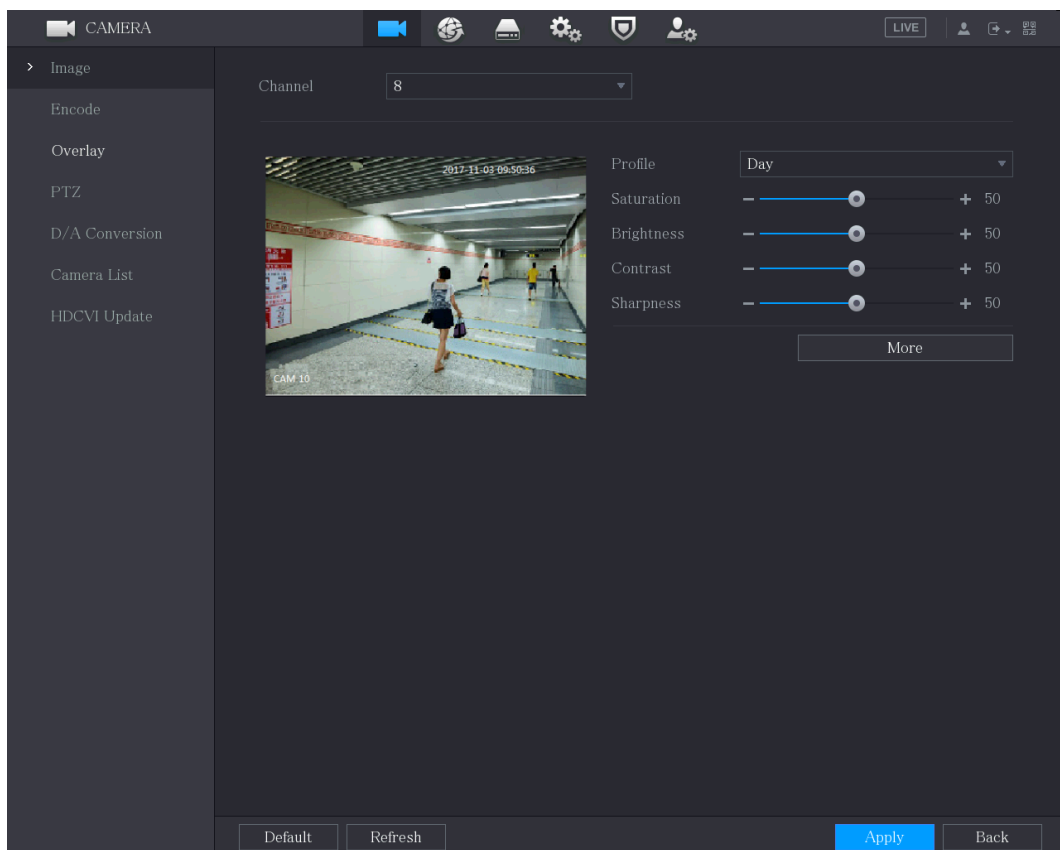 CAMERA
LIVE
Image
Encode
Overlay
PTZ
D/A Conversion
Camera List
HDCVI Update
Channel
8
2017-11-03 09:50:36
CAM 10
Profile
Day
Saturation
50
Brightness
50
Contrast
50
Sharpness
50
More
Default
Refresh
Apply
Back